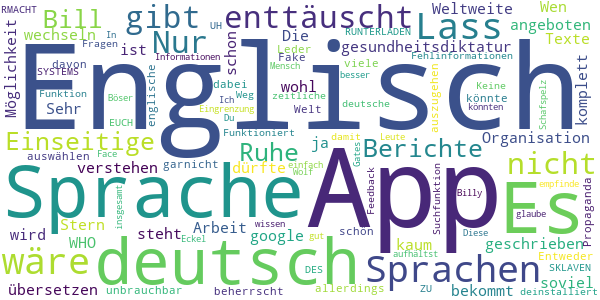 RMACHT Bill gibt enttäuscht Lass Weltweite Wen
In Fragen wechseln Nur UH Die RUNTERLADEN angeboten
Möglichkeit davon ist schon Leder gesundheitsdiktatur Texte
SYSTEMS Informationen Fake viele Fehlinformationen Keine
Funktion dabei wohl zeitliche besser könnte
Sehr englische Ich Weg Welt deutsche auszugehen Schafspelz komplett
Böser EUCH Mensch Eingrenzung Du können
Englisch
auswählen Face Funktioniert damit Leute Organisation
Einseitige Ruhe ja Berichte nicht
verstehen garnicht dürfte Gates Feedback Suchfunktion Billy empfinde
Sprache App Es
insgesamt einfach Wolf Diese glaube Propaganda
Stern Eckel Arbeit gut wissen schon Entweder
WHO steht google kaum geschrieben
wird deutsch Sprachen
wäre DES aufhältst SKLAVEN
übersetzen unbrauchbar beherrscht allerdings zu bekommt soviel deinstalliert